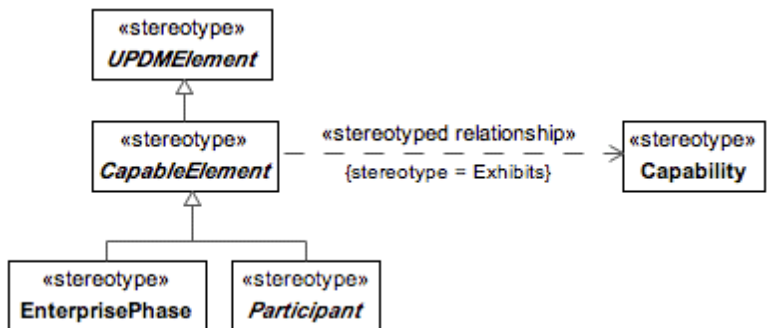 «stereotype»
UPDMElement
«stereotype»
CapableElement
«stereotyped relationship»
{stereotype = Exhibits}
«stereotype»
Capability
«stereotype»
EnterprisePhase
«stereotype»
Participant